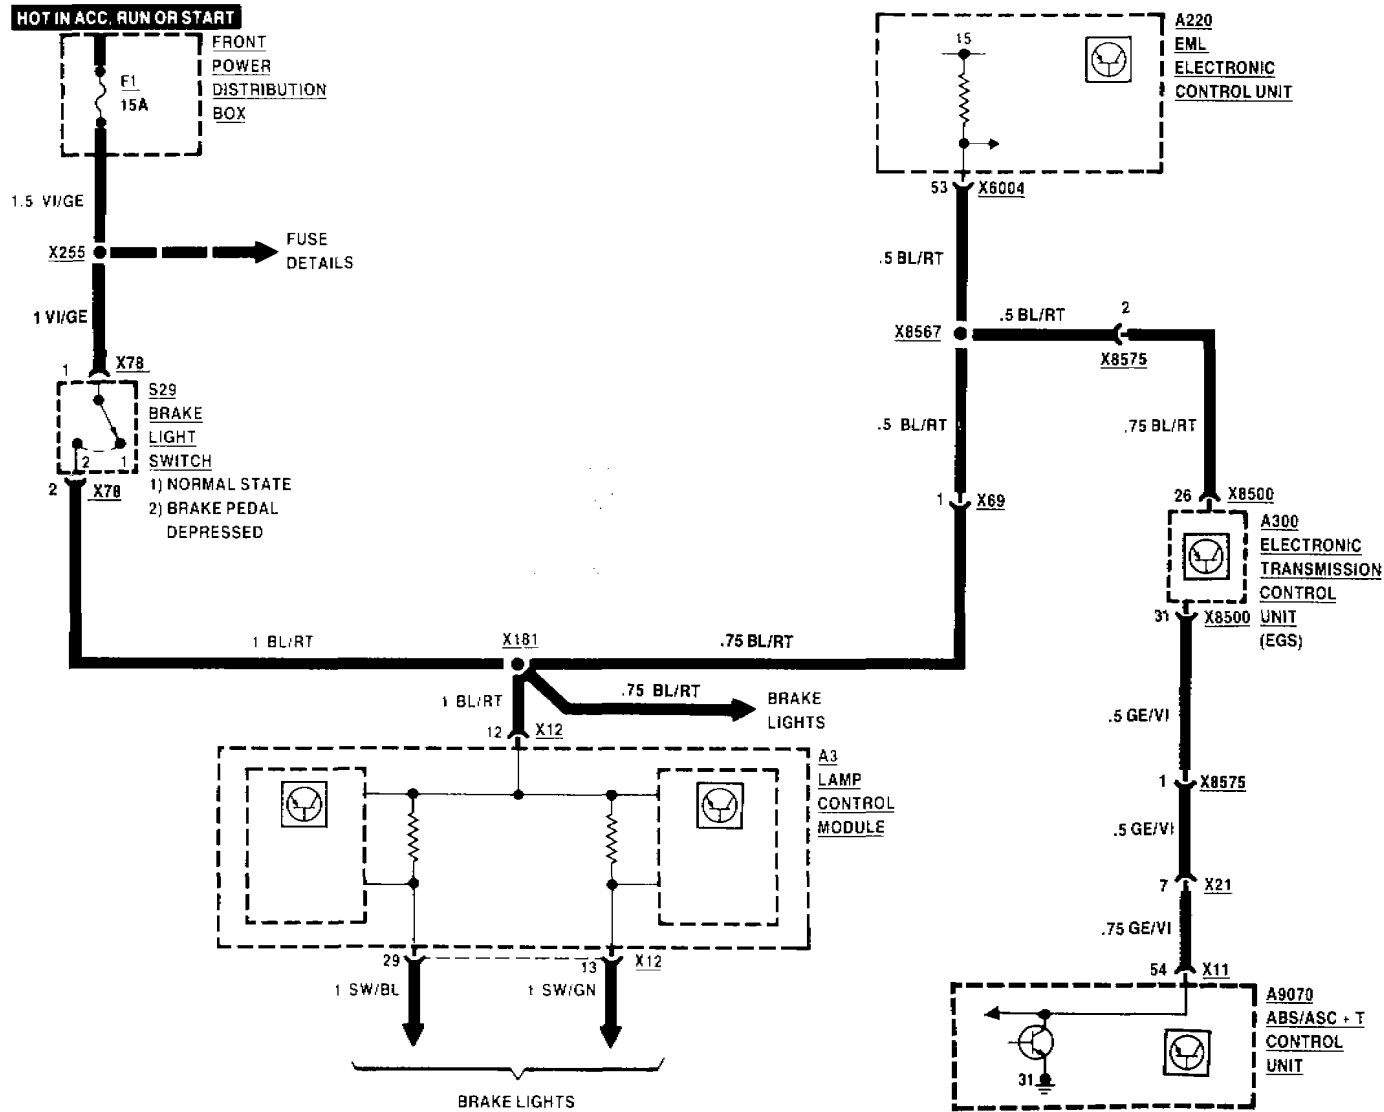 HOT IN ACC, RUN OR START
FRONT
POWER
DISTRIBUTION
BOX
F1
15A
1.5 VI/GE
X255
FUSE
DETAILS
1 VI/GE
1
X78
S29
BRAKE
LIGHT
SWITCH
1) NORMAL STATE
2) BRAKE PEDAL
DEPRESSED
2
1
2
X78
1 BL/RT
X181
.75 BL/RT
1 BL/RT
.75 BL/RT
BRAKE
LIGHTS
12
X12
A3
LAMP
CONTROL
MODULE
29
13
X12
1 SW/BL
1 SW/GN
BRAKE LIGHTS
15
A220
EML
ELECTRONIC
CONTROL UNIT
53
X6004
.5 BL/RT
X8567
.5 BL/RT
2
X8575
.5 BL/RT
.75 BL/RT
1
X69
26
X8500
A300
ELECTRONIC
TRANSMISSION
CONTROL
UNIT
(EGS)
31
X8500
.5 GE/VI
1
X8575
.5 GE/VI
7
X21
.75 GE/VI
54
X11
A9070
ABS/ASC + T
CONTROL
UNIT
31